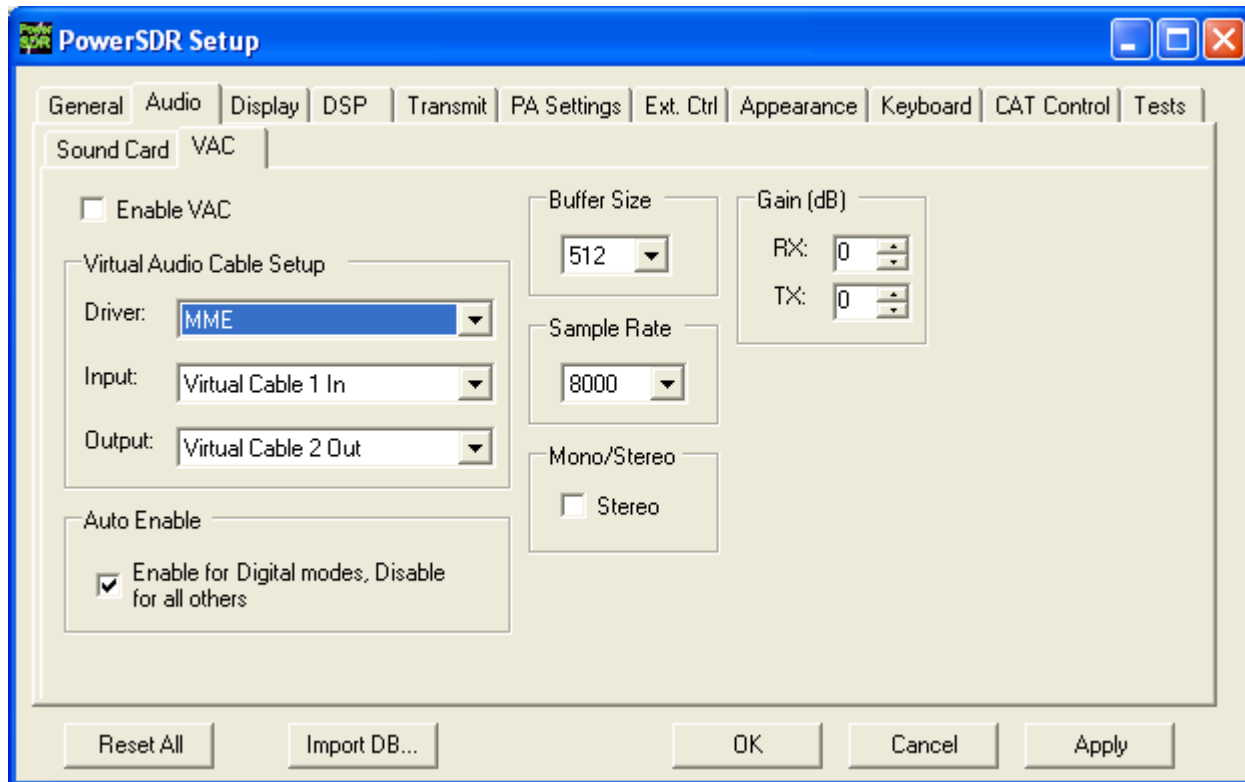 PowerSDR Setup
General Audio Display DSP Transmit PA Settings Ext. Ctrl Appearance Keyboard CAT Control Tests
Sound Card VAC
Enable VAC
Virtual Audio Cable Setup
Driver: MME
Input: Virtual Cable 1 In
Output: Virtual Cable 2 Out
Auto Enable
Enable for Digital modes, Disable
for all others
Buffer Size
512
Sample Rate
8000
Mono/Stereo
Stereo
Gain (dB)
RX: 0
TX: 0
Reset All Import DB... OK Cancel Apply